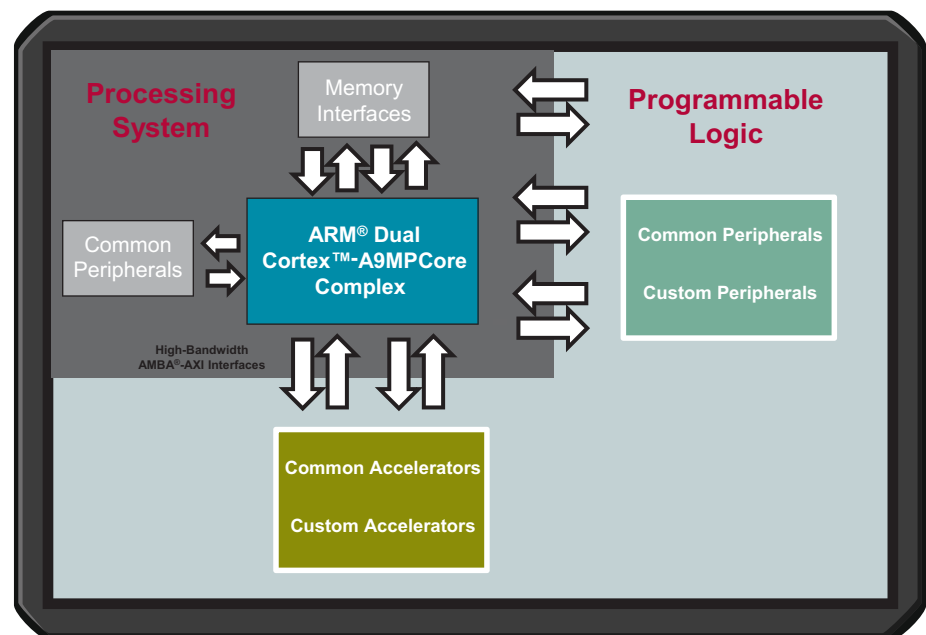 Processing
System
Memory
Interfaces
Programmable
Logic
Common
Peripherals
ARM® Dual
Cortex™-A9MPCore
Complex
Common Peripherals
Custom Peripherals
High-Bandwidth
AMBA®-AXI Interfaces
Common Accelerators
Custom Accelerators